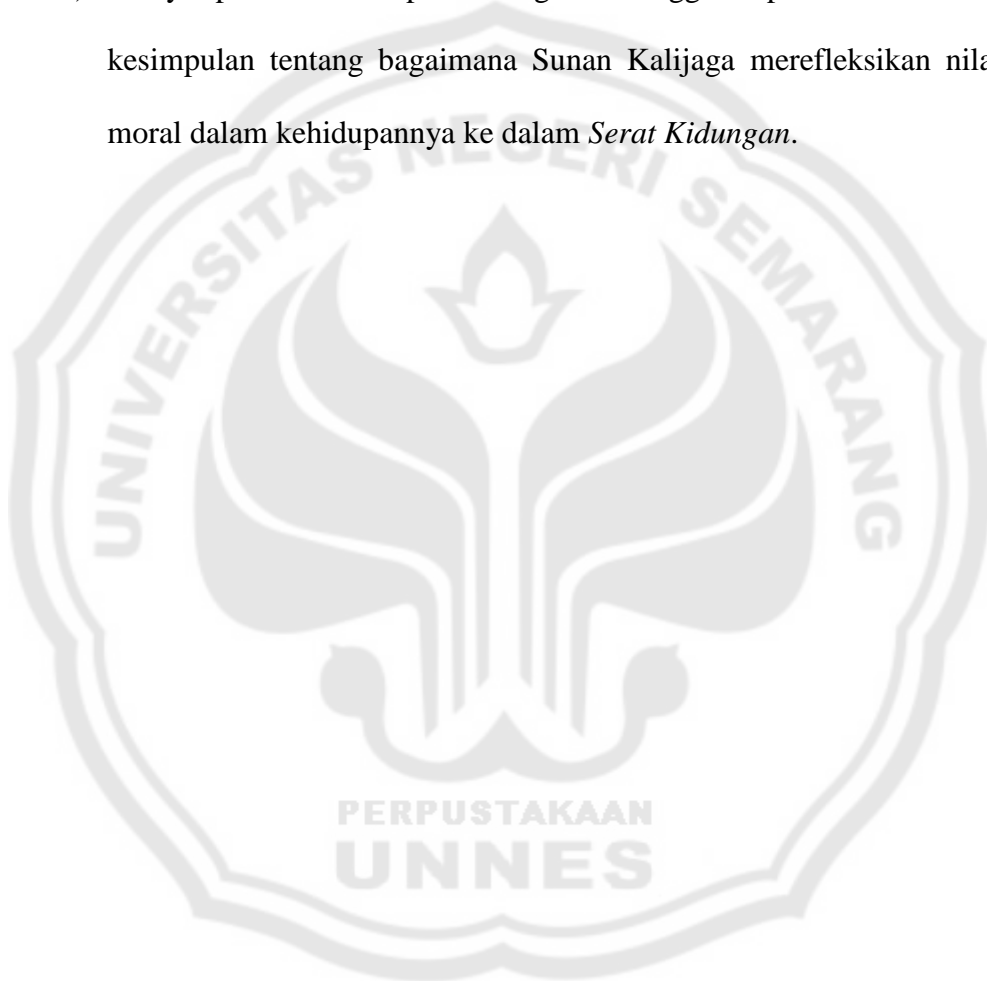 kesimpulan tentang bagaimana Sunan Kalijaga merefleksikan nila
moral dalam kehidupannya ke dalam Serat Kidungan.
UNIVERSITAS NEGERI SEMARANG
PERPUSTAKAAN
UNNES